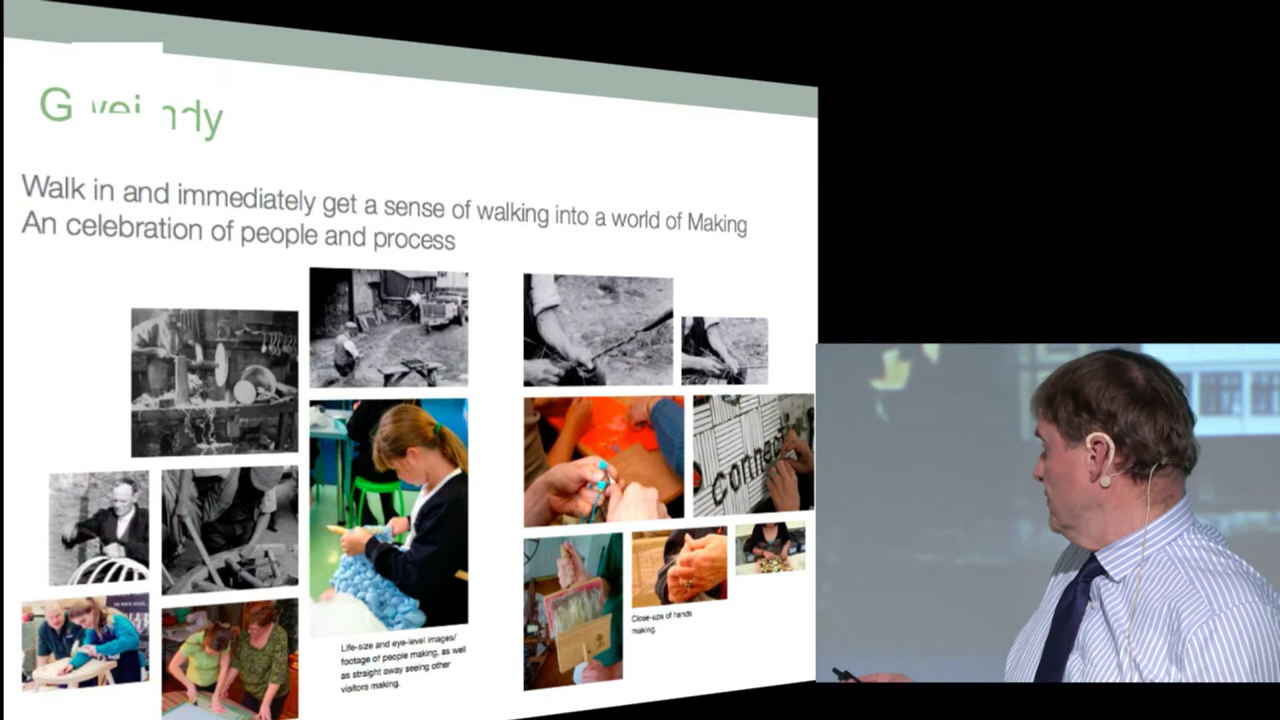 Walk in and immediately get a sense of walking into a world of Making
An celebration of people and process
connec
Life-size and eye-level images/
footage of people making, as well
as straight away seeing other
visitors making.
Close-ups of hands
making.